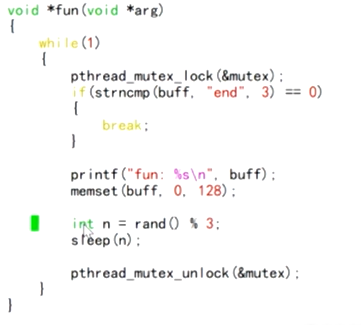 void *fun(void *arg)
{
    while(1)
    {
        pthread_mutex_lock(&mutex);
        if(strncmp(buff, "end", 3) == 0)
        {
            break;
        }

        printf("fun: %s\n", buff);
        memset(buff, 0, 128);

        int n = rand() % 3;
        sleep(n);

        pthread_mutex_unlock(&mutex);
    }
}